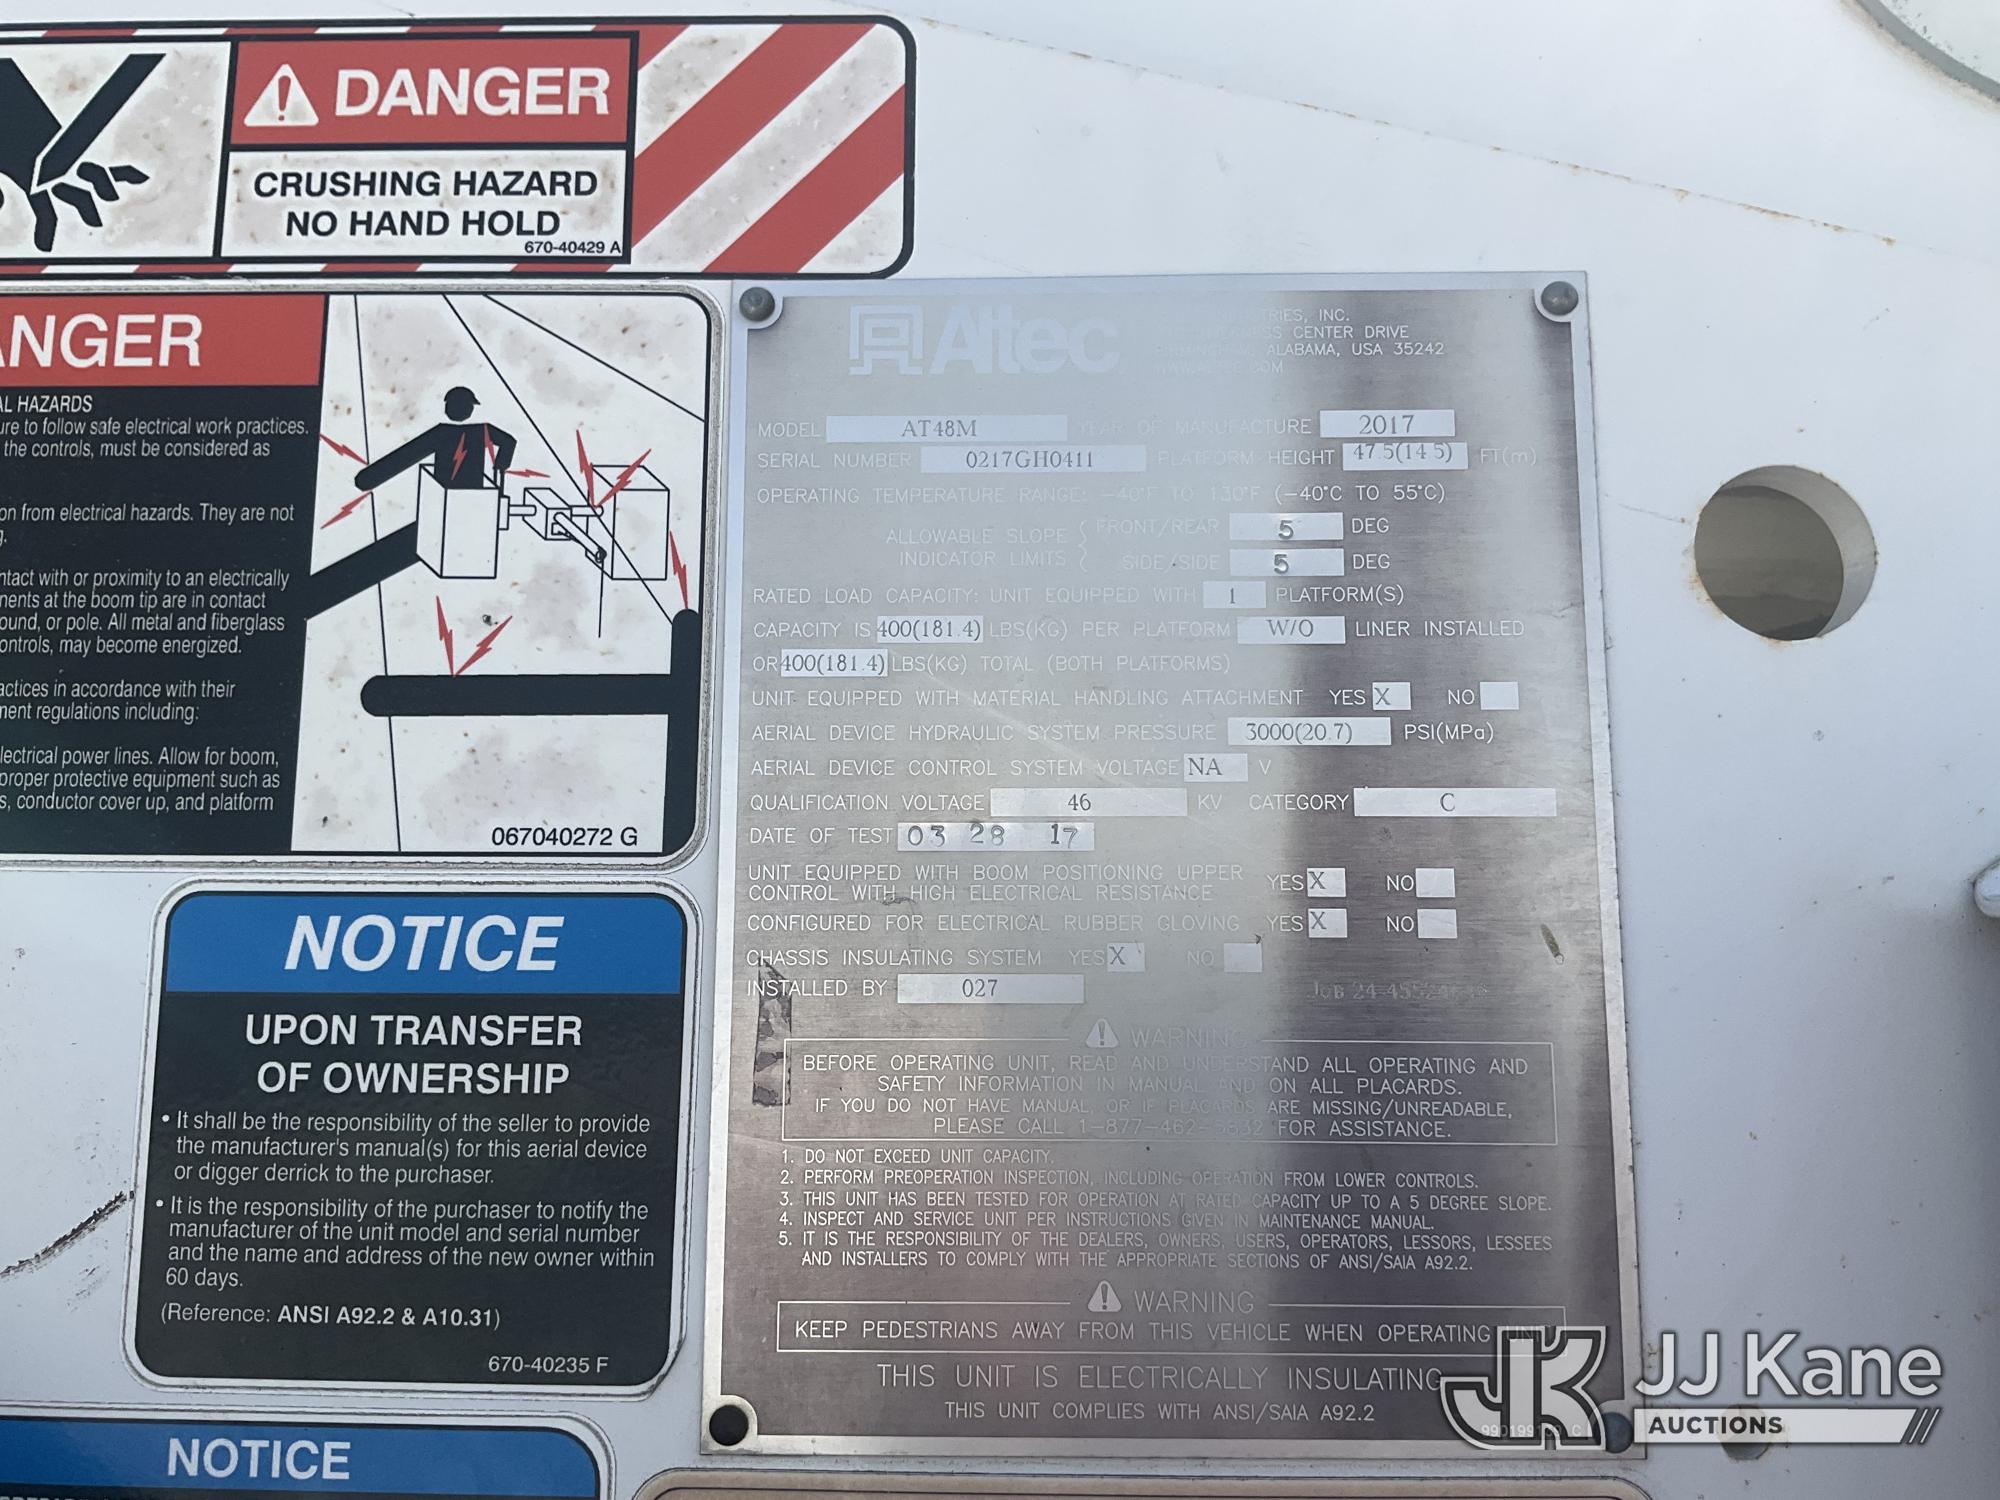 DANGER
CRUSHING HAZARD
NO HAND HOLD
670-40429 A
ANGER
AL HAZARDS
ure to follow safe electrical work practices.
the controls, must be considered as
on from electrical hazards. They are not
g.
ntact with or proximity to an electrically
nents at the boom tip are in contact
ound, or pole. All metal and fiberglass
ontrols, may become energized.
actices in accordance with their
ment regulations including:
lectrical power lines. Allow for boom,
proper protective equipment such as
s, conductor cover up, and platform
067040272 G
NOTICE
UPON TRANSFER
OF OWNERSHIP
• It shall be the responsibility of the seller to provide
the manufacturer's manual(s) for this aerial device
or digger derrick to the purchaser.
• It is the responsibility of the purchaser to notify the
manufacturer of the unit model and serial number
and the name and address of the new owner within
60 days.
(Reference: ANSI A92.2 & A10.31)
670-40235 F
NOTICE
Altec
INC.
CENTER DRIVE
ALABAMA, USA 35242
MODEL AT48M YEAR OF MANUFACTURE 2017
SERIAL NUMBER 0217GH0411 PLATFORM HEIGHT 47.5(14.5) FT(m)
OPERATING TEMPERATURE RANGE: -40°F TO 130°F (-40°C TO 55°C)
ALLOWABLE SLOPE FRONT/REAR 5 DEG
INDICATOR LIMITS SIDE/SIDE 5 DEG
RATED LOAD CAPACITY: UNIT EQUIPPED WITH 1 PLATFORM(S)
CAPACITY IS 400(181.4) LBS(KG) PER PLATFORM W/O LINER INSTALLED
OR 400(181.4) LBS(KG) TOTAL (BOTH PLATFORMS)
UNIT EQUIPPED WITH MATERIAL HANDLING ATTACHMENT YES X NO
AERIAL DEVICE HYDRAULIC SYSTEM PRESSURE 3000(20.7) PSI(MPa)
AERIAL DEVICE CONTROL SYSTEM VOLTAGE NA V
QUALIFICATION VOLTAGE 46 KV CATEGORY C
DATE OF TEST 03 28 17
UNIT EQUIPPED WITH BOOM POSITIONING UPPER
CONTROL WITH HIGH ELECTRICAL RESISTANCE YES X NO
CONFIGURED FOR ELECTRICAL RUBBER GLOVING YES X NO
CHASSIS INSULATING SYSTEM YES X NO
INSTALLED BY 027
WARNING
BEFORE OPERATING UNIT, READ AND UNDERSTAND ALL OPERATING AND
SAFETY INFORMATION IN MANUAL AND ON ALL PLACARDS.
IF YOU DO NOT HAVE MANUAL, OR IF PLACARDS ARE MISSING/UNREADABLE,
PLEASE CALL FOR ASSISTANCE.
1. DO NOT EXCEED UNIT CAPACITY.
2. PERFORM PREOPERATION INSPECTION, INCLUDING OPERATION FROM LOWER CONTROLS.
3. THIS UNIT HAS BEEN TESTED FOR OPERATION AT RATED CAPACITY UP TO A 5 DEGREE SLOPE.
4. INSPECT AND SERVICE UNIT PER INSTRUCTIONS GIVEN IN MAINTENANCE MANUAL.
5. IT IS THE RESPONSIBILITY OF THE DEALERS, OWNERS, USERS, OPERATORS, LESSORS, LESSEES
AND INSTALLERS TO COMPLY WITH THE APPROPRIATE SECTIONS OF ANSI/SAIA A92.2.
WARNING
KEEP PEDESTRIANS AWAY FROM THIS VEHICLE WHEN OPERATING
THIS UNIT IS ELECTRICALLY INSULATING
THIS UNIT COMPLIES WITH ANSI/SAIA A92.2
JK JJ Kane
AUCTIONS